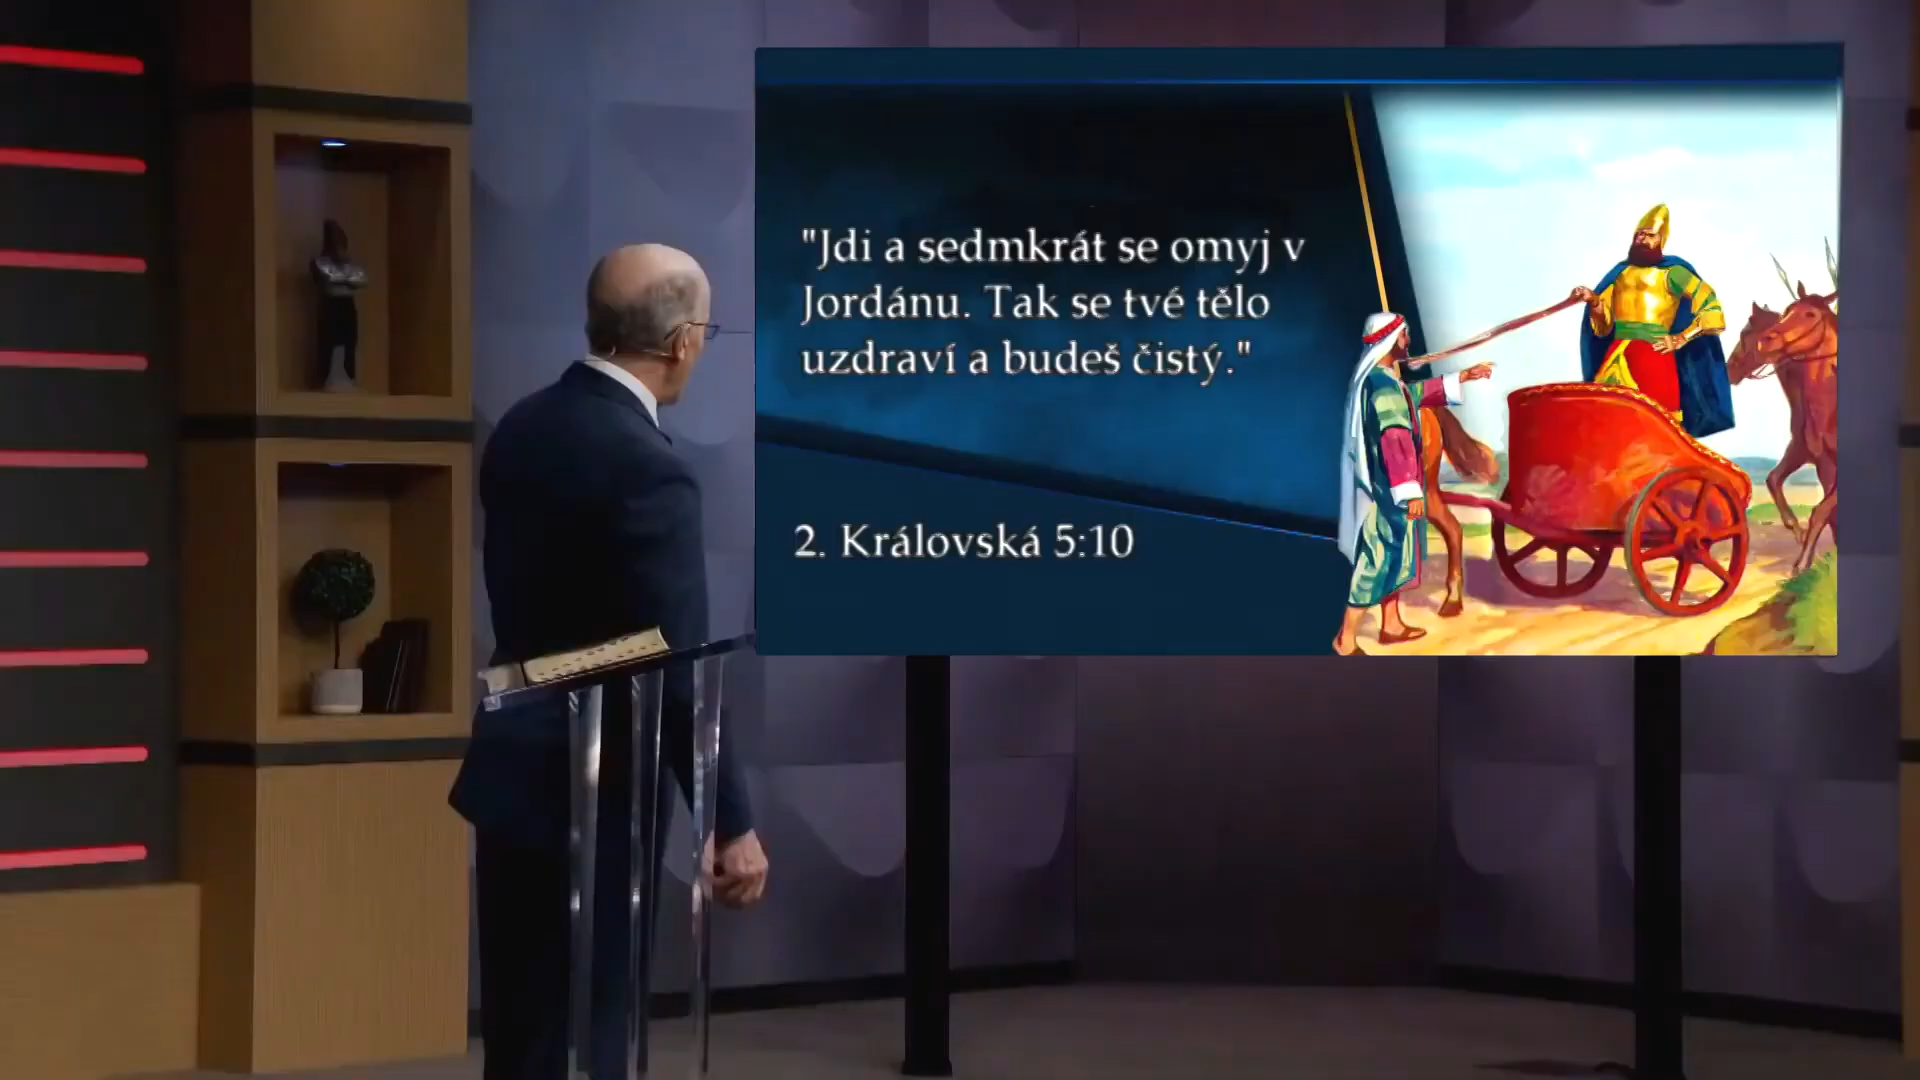 "Jdi a sedmkrát se omyj v
Jordánu. Tak se tvé tělo
uzdraví a budeš čistý."
2. Královská 5:10